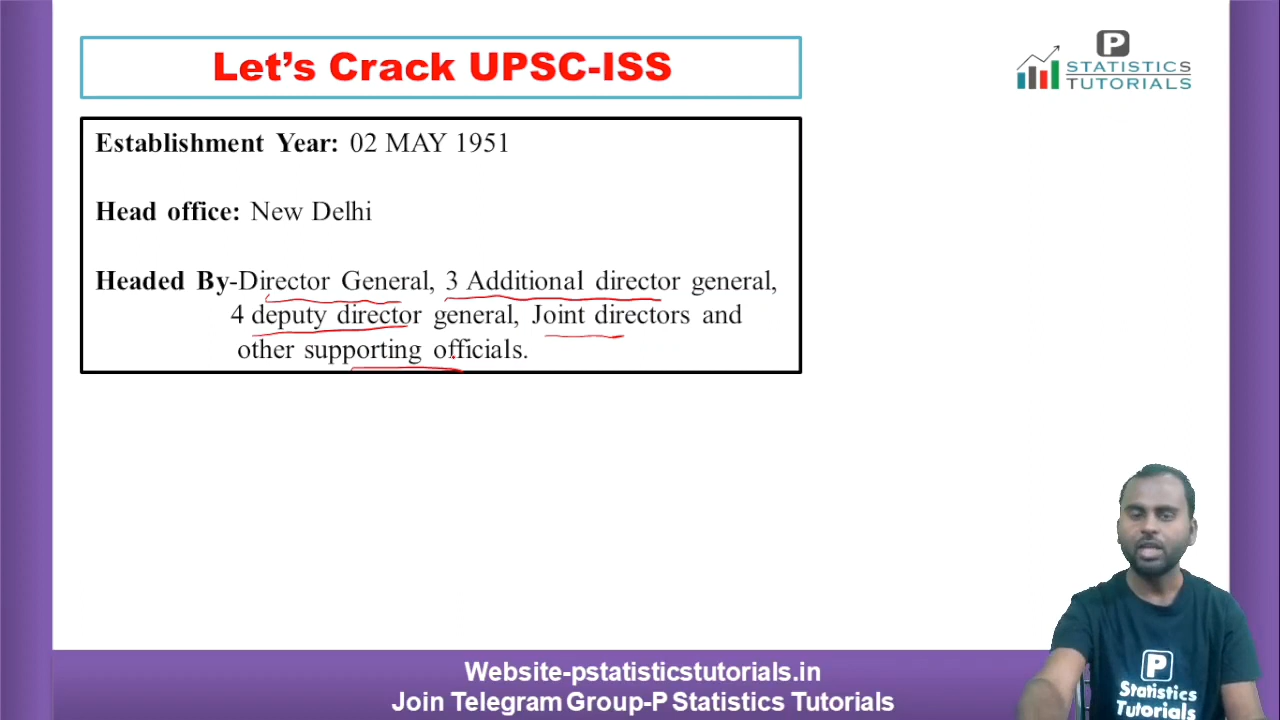 Let's Crack UPSC-ISS
P
STATISTICS
TUTORIALS
Establishment Year: 02 MAY 1951
Head office: New Delhi
Headed By-Director General, 3 Additional director general,
4 deputy director general, Joint directors and
other supporting officials.
P
Statistics
Tutorials
Website-pstatisticstutorials.in
Join Telegram Group-P Statistics Tutorials